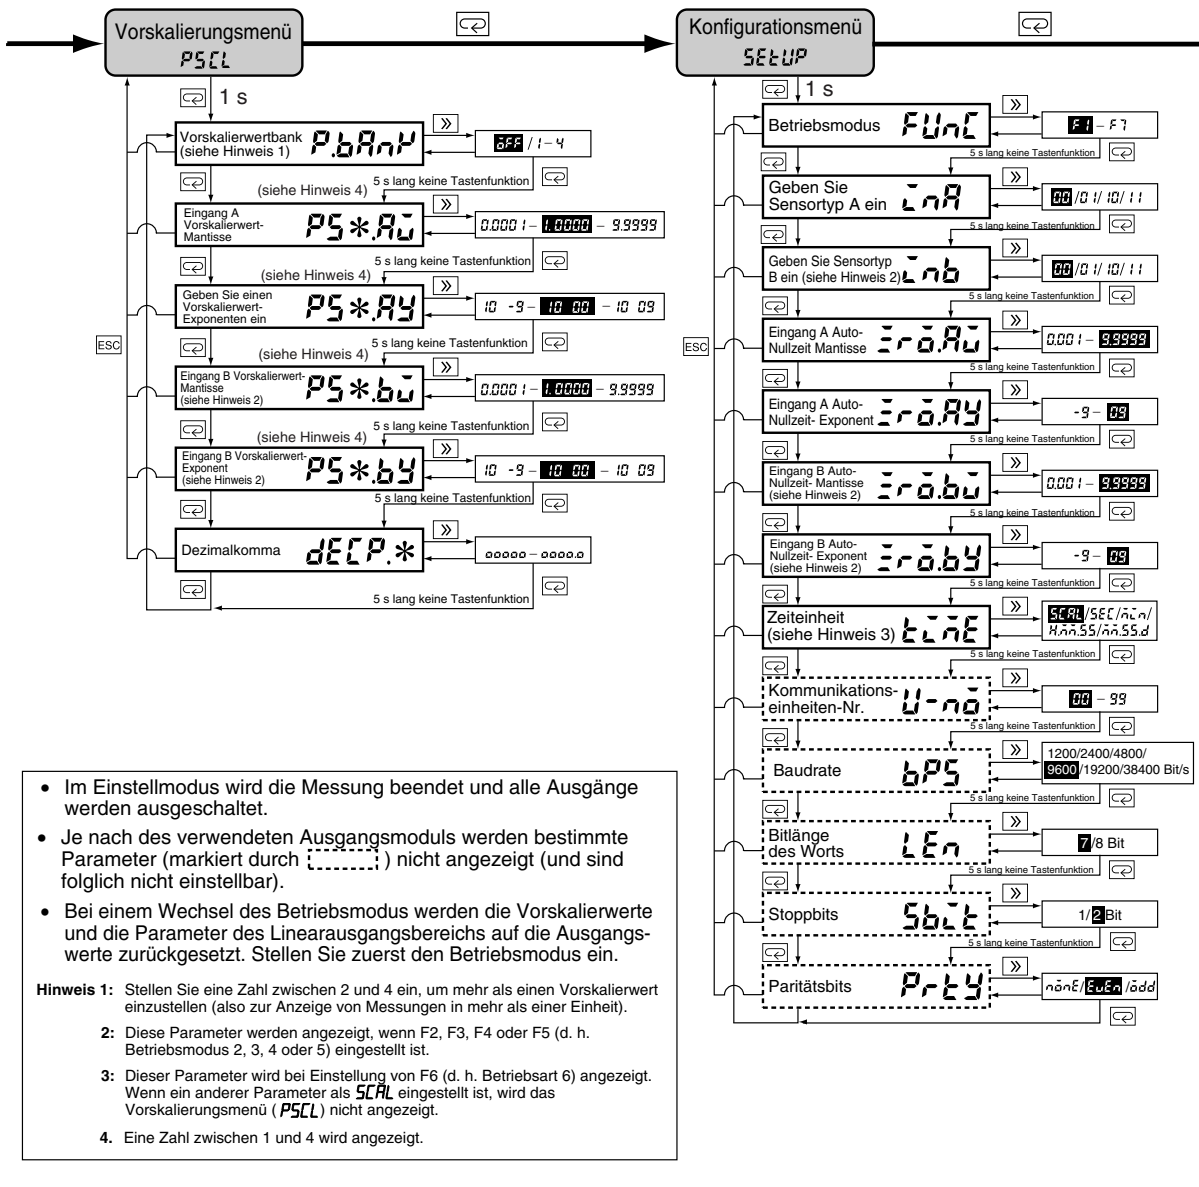 Vorskalierungsmenü
PSCL
1 s
Vorskalierwertbank
(siehe Hinweis 1)
P.bAnK
OFF / 1 – 4
5 s lang keine Tastenfunktion
(siehe Hinweis 4)
Eingang A
Vorskalierwert-
Mantisse
PS*.AX
0.0001 – 1.0000 – 9.9999
5 s lang keine Tastenfunktion
(siehe Hinweis 4)
Geben Sie einen
Vorskalierwert-
Exponenten ein
PS*.AY
10 -9 – 10 00 – 10 09
ESC
5 s lang keine Tastenfunktion
(siehe Hinweis 4)
Eingang B Vorskalierwert-
Mantisse
(siehe Hinweis 2)
PS*.bX
0.0001 – 1.0000 – 9.9999
5 s lang keine Tastenfunktion
(siehe Hinweis 4)
Eingang B Vorskalierwert-
Exponent
(siehe Hinweis 2)
PS*.bY
10 -9 – 10 00 – 10 09
5 s lang keine Tastenfunktion
Dezimalkomma
dECP.*
00000 – 0000.0
5 s lang keine Tastenfunktion
Konfigurationsmenü
SEtUP
1 s
Betriebsmodus
FUnC
F1 – F7
5 s lang keine Tastenfunktion
Geben Sie
Sensortyp A ein
inA
00/01/10/11
5 s lang keine Tastenfunktion
Geben Sie Sensortyp
B ein (siehe Hinweis 2)
inb
00/01/10/11
5 s lang keine Tastenfunktion
Eingang A Auto-
Nullzeit Mantisse
Zro.AX
0.001 – 9.9999
ESC
5 s lang keine Tastenfunktion
Eingang A Auto-
Nullzeit- Exponent
Zro.AY
-9 – 09
5 s lang keine Tastenfunktion
Eingang B Auto-
Nullzeit- Mantisse
(siehe Hinweis 2)
Zro.bX
0.001 – 9.9999
5 s lang keine Tastenfunktion
Eingang B Auto-
Nullzeit- Exponent
(siehe Hinweis 2)
Zro.bY
-9 – 09
5 s lang keine Tastenfunktion
Zeiteinheit
(siehe Hinweis 3)
timE
SCAL/SEC/min/
H.mm.SS/mm.SS.d
5 s lang keine Tastenfunktion
Kommunikations-
einheiten-Nr.
U-no
00 – 99
5 s lang keine Tastenfunktion
Baudrate
bPS
1200/2400/4800/
9600/19200/38400 Bit/s
5 s lang keine Tastenfunktion
Bitlänge
des Worts
LEn
7/8 Bit
5 s lang keine Tastenfunktion
Stoppbits
Sbit
1/2 Bit
5 s lang keine Tastenfunktion
Paritätsbits
PrtY
nonE/EvEn/odd
• Im Einstellmodus wird die Messung beendet und alle Ausgänge
werden ausgeschaltet.
• Je nach des verwendeten Ausgangsmoduls werden bestimmte
Parameter (markiert durch ) nicht angezeigt (und sind
folglich nicht einstellbar).
• Bei einem Wechsel des Betriebsmodus werden die Vorskalierwerte
und die Parameter des Linearausgangsbereichs auf die Ausgangs-
werte zurückgesetzt. Stellen Sie zuerst den Betriebsmodus ein.
Hinweis 1: Stellen Sie eine Zahl zwischen 2 und 4 ein, um mehr als einen Vorskalierwert
einzustellen (also zur Anzeige von Messungen in mehr als einer Einheit).
2: Diese Parameter werden angezeigt, wenn F2, F3, F4 oder F5 (d. h.
Betriebsmodus 2, 3, 4 oder 5) eingestellt ist.
3: Dieser Parameter wird bei Einstellung von F6 (d. h. Betriebsart 6) angezeigt.
Wenn ein anderer Parameter als SCAL eingestellt ist, wird das
Vorskalierungsmenü ( PSCL ) nicht angezeigt.
4. Eine Zahl zwischen 1 und 4 wird angezeigt.